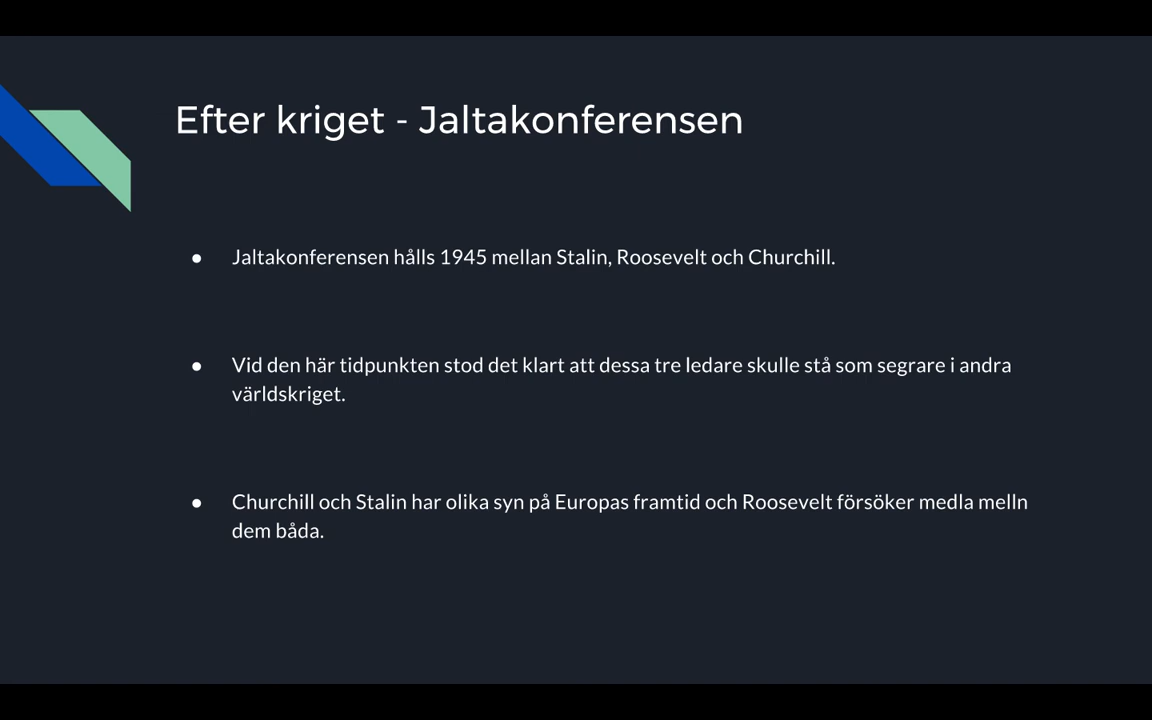 Efter kriget - Jaltakonferensen
● Jaltakonferensen hålls 1945 mellan Stalin, Roosevelt och Churchill.
● Vid den här tidpunkten stod det klart att dessa tre ledare skulle stå som segrare i andra
världskriget.
● Churchill och Stalin har olika syn på Europas framtid och Roosevelt försöker medla melln
dem båda.